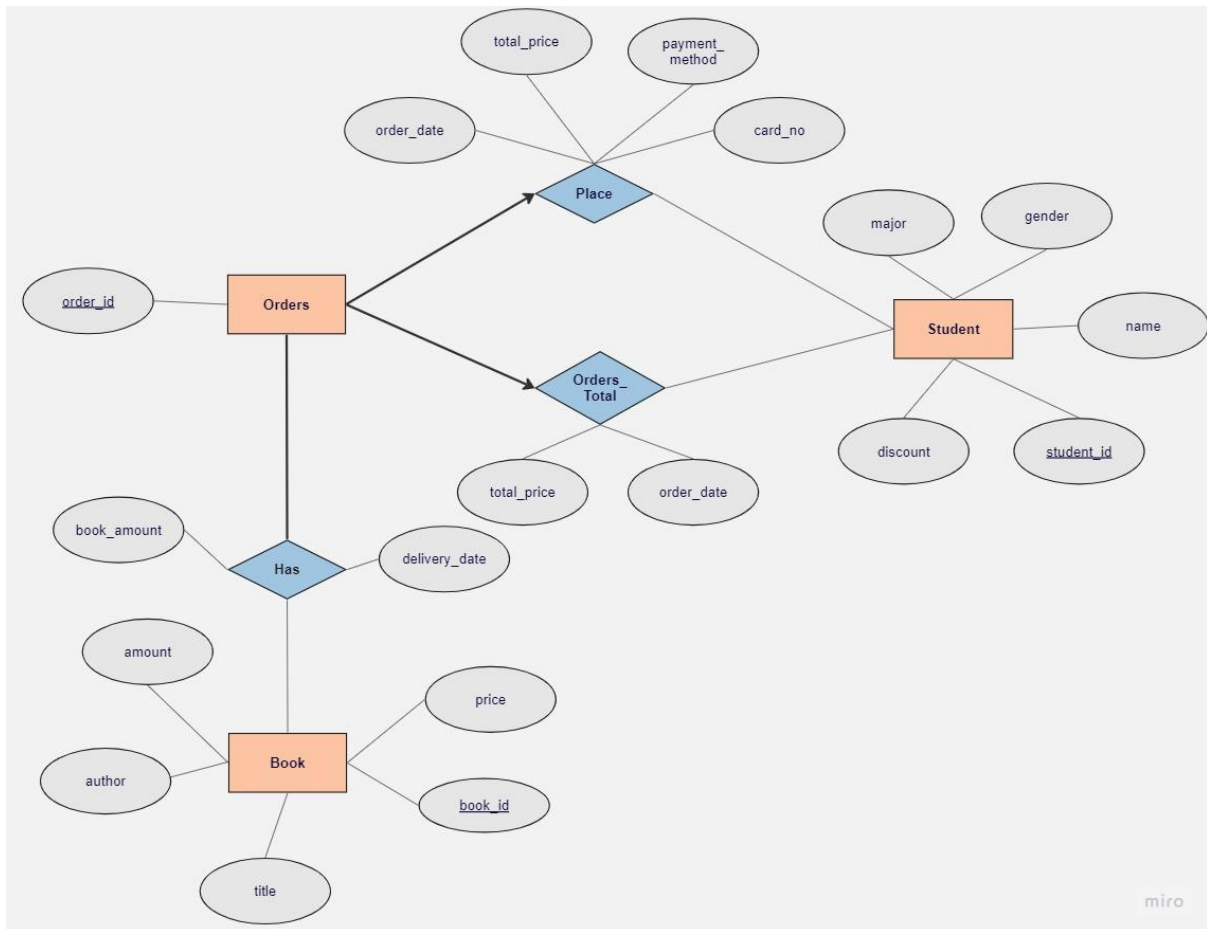 total_price
payment_
method
order_date
card_no
Place
major
gender
order_id
Orders
Student
name
Orders_
Total
discount
student_id
total_price
order_date
book_amount
Has
delivery_date
amount
price
author
Book
book_id
title
miro